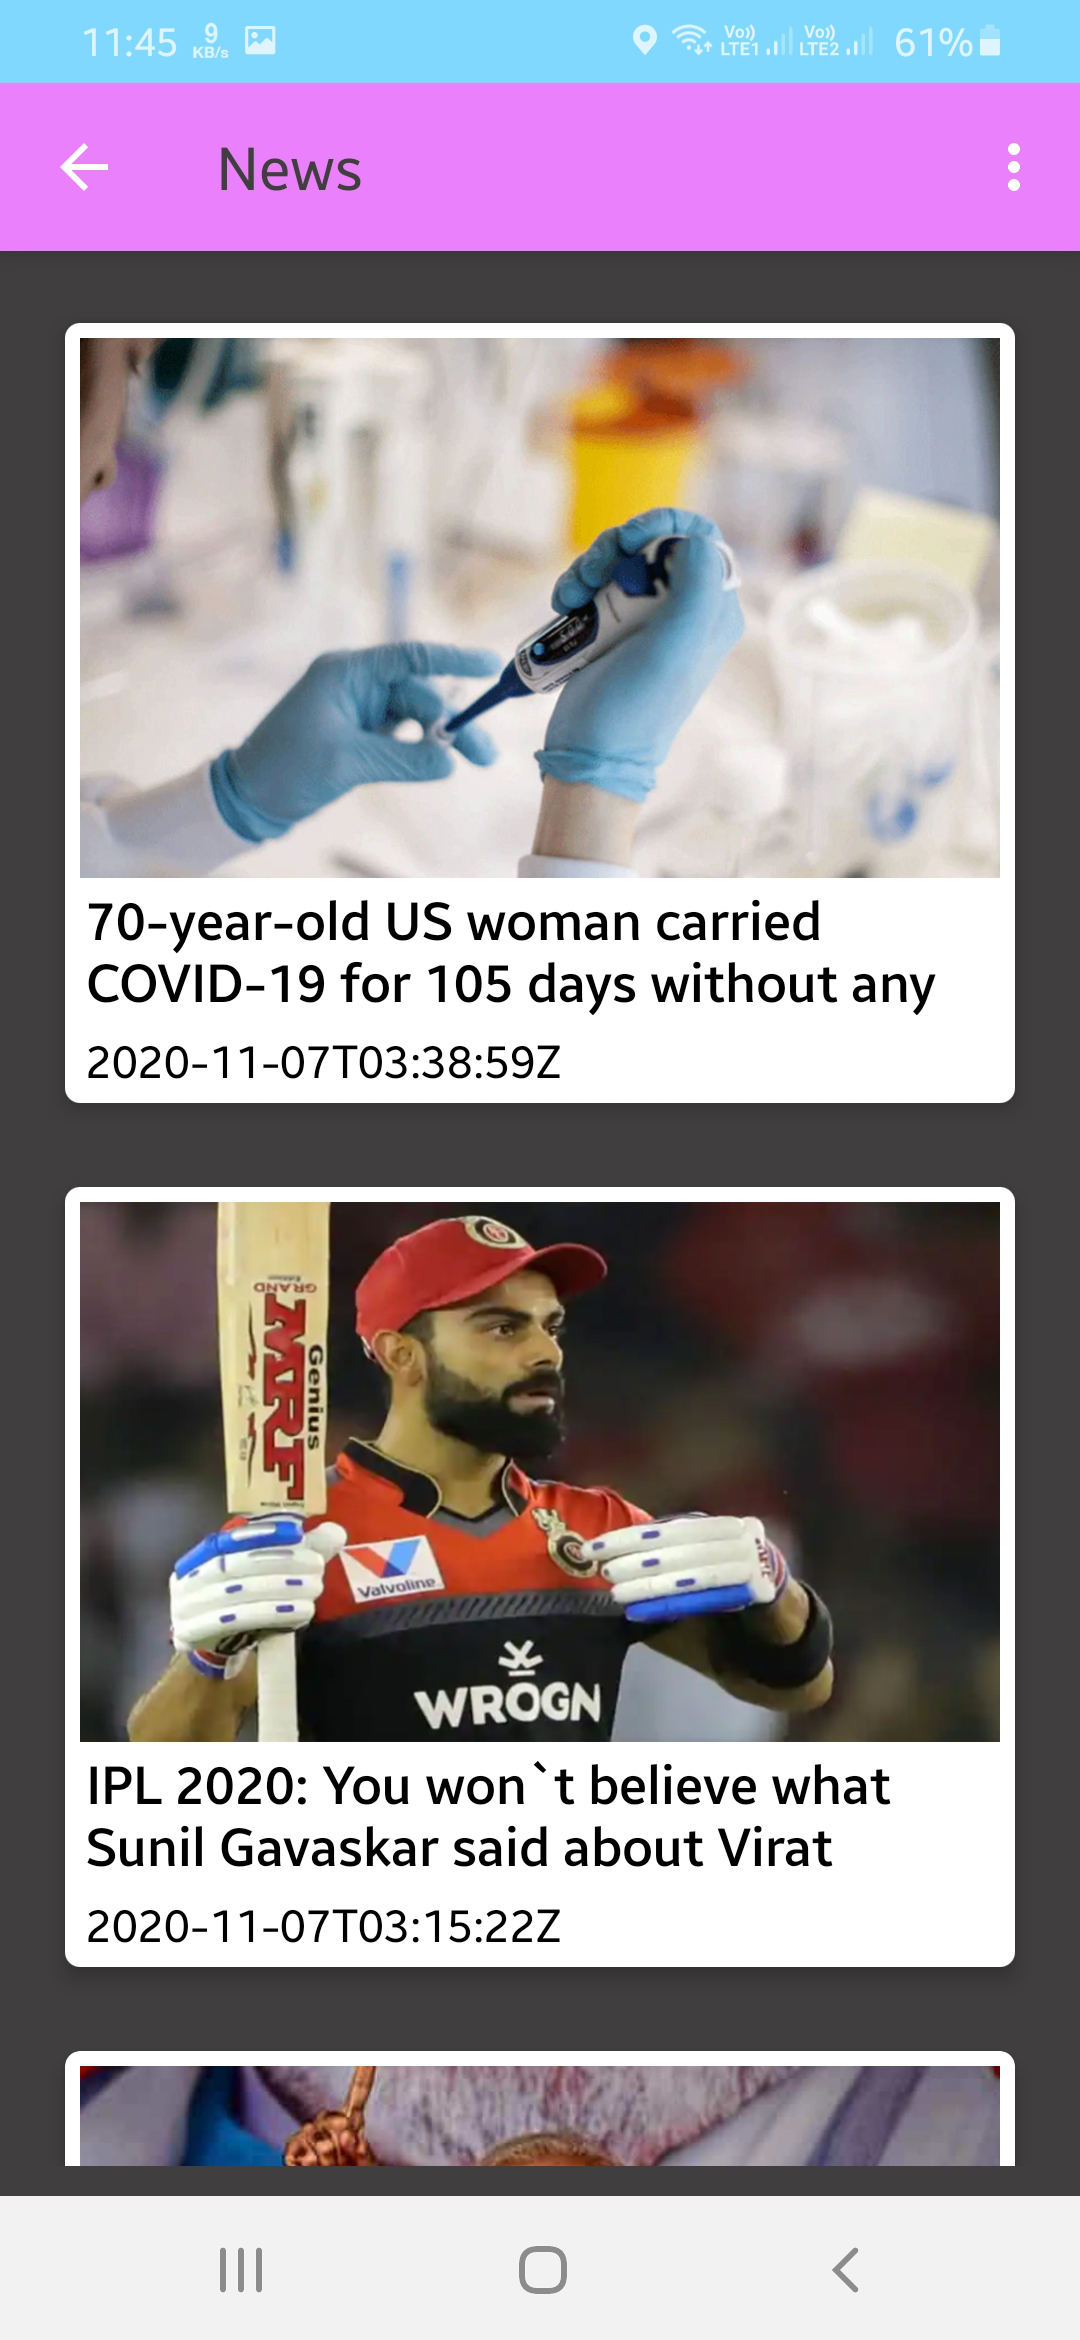 11:45 9 KB/s Vo)) LTE1 Vo)) LTE2 61%
News
70-year-old US woman carried
COVID-19 for 105 days without any
2020-11-07T03:38:59Z
GRAND
MRF
Genius
Valvoline
WROGN
IPL 2020: You won`t believe what
Sunil Gavaskar said about Virat
2020-11-07T03:15:22Z